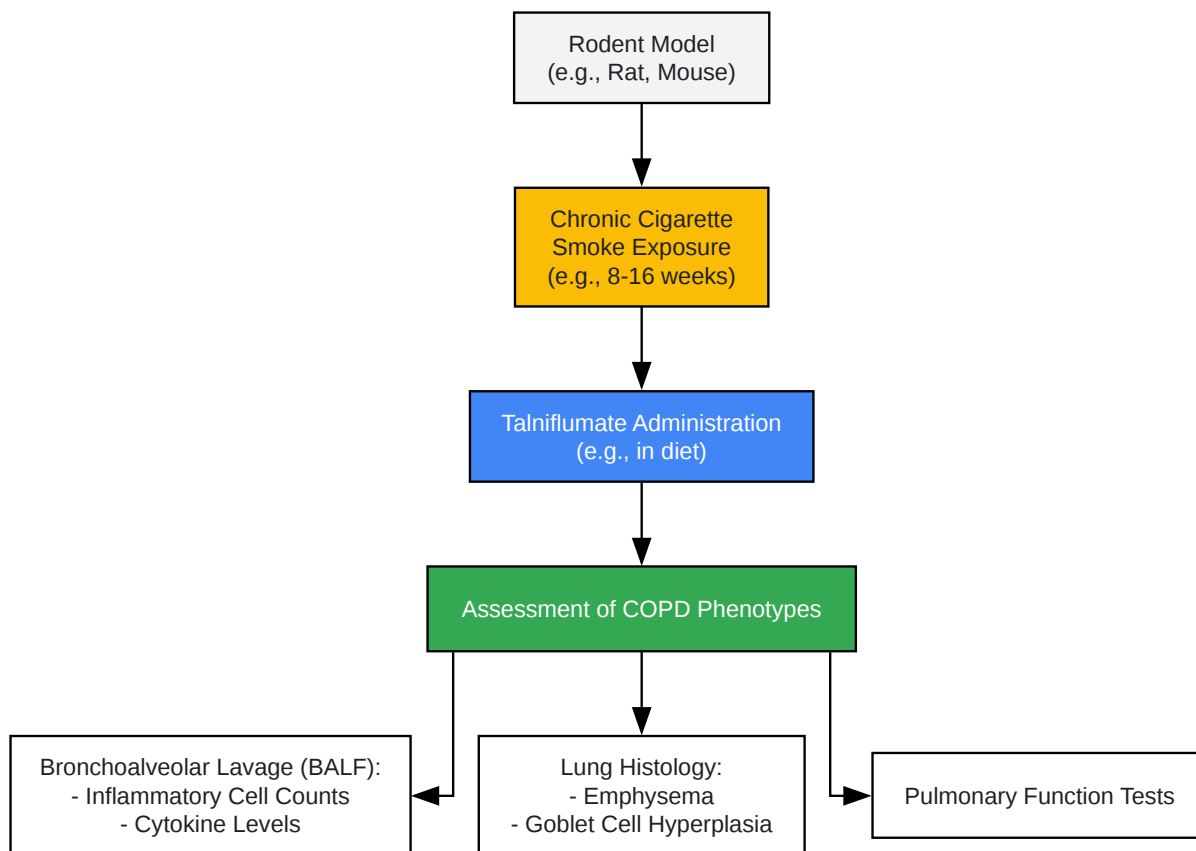 Rodent Model
(e.g., Rat, Mouse)
Chronic Cigarette
Smoke Exposure
(e.g., 8-16 weeks)
Talniflumate Administration
(e.g., in diet)
Assessment of COPD Phenotypes
Bronchoalveolar Lavage (BALF):
- Inflammatory Cell Counts
- Cytokine Levels
Lung Histology:
- Emphysema
- Goblet Cell Hyperplasia
Pulmonary Function Tests